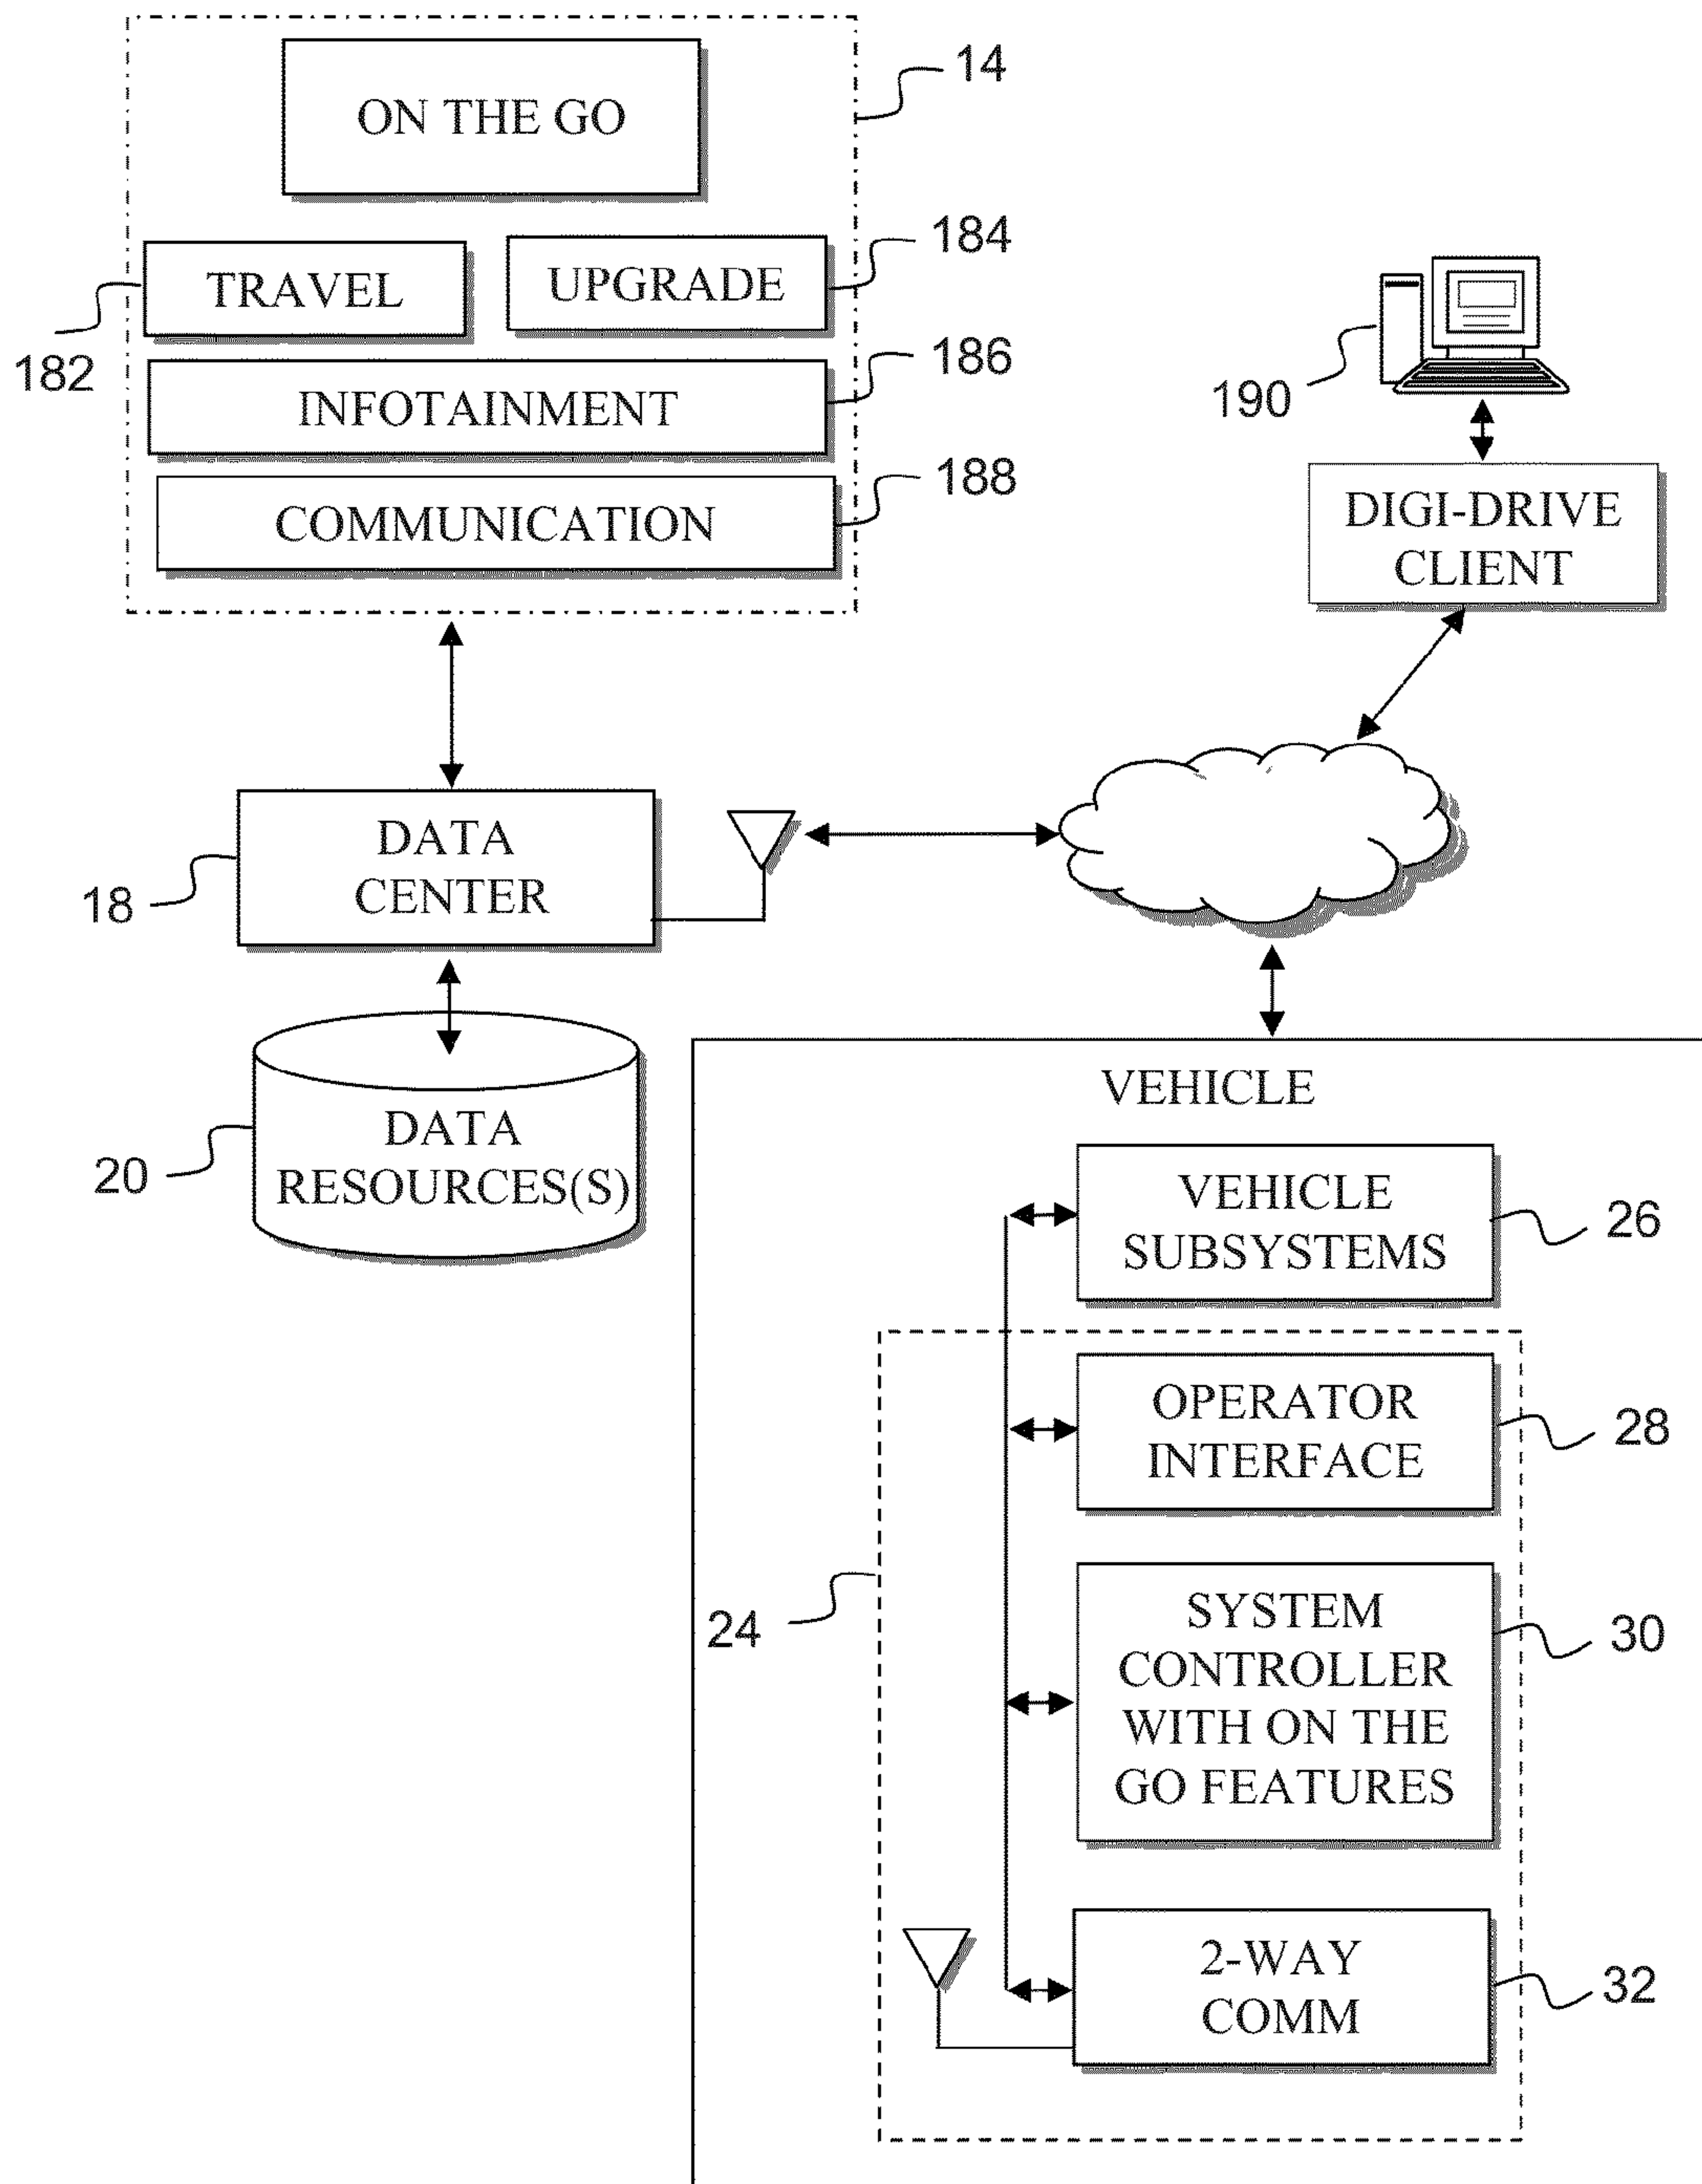 ON THE GO
14
TRAVEL
UPGRADE
184
182
INFOTAINMENT
186
COMMUNICATION
188
190
DIGI-DRIVE
CLIENT
DATA
CENTER
18
DATA
RESOURCES(S)
20
VEHICLE
VEHICLE
SUBSYSTEMS
26
OPERATOR
INTERFACE
28
24
SYSTEM
CONTROLLER
WITH ON THE
GO FEATURES
30
2-WAY
COMM
32